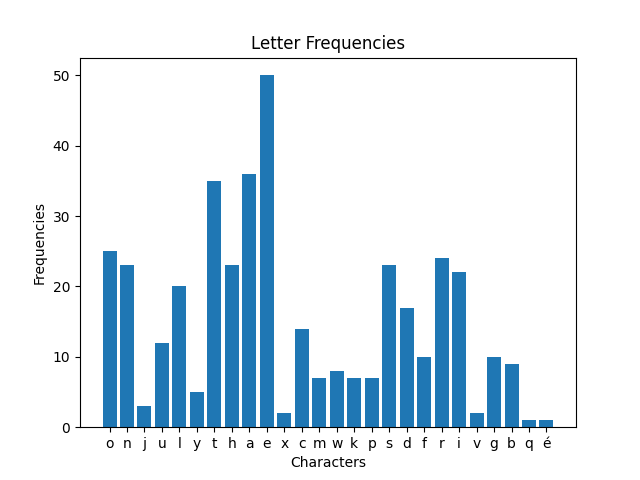 Letter Frequencies
50
40
30
20
10
0
Frequencies
o n j u l y t h a e x c m w k p s d f r i v g b q é
Characters